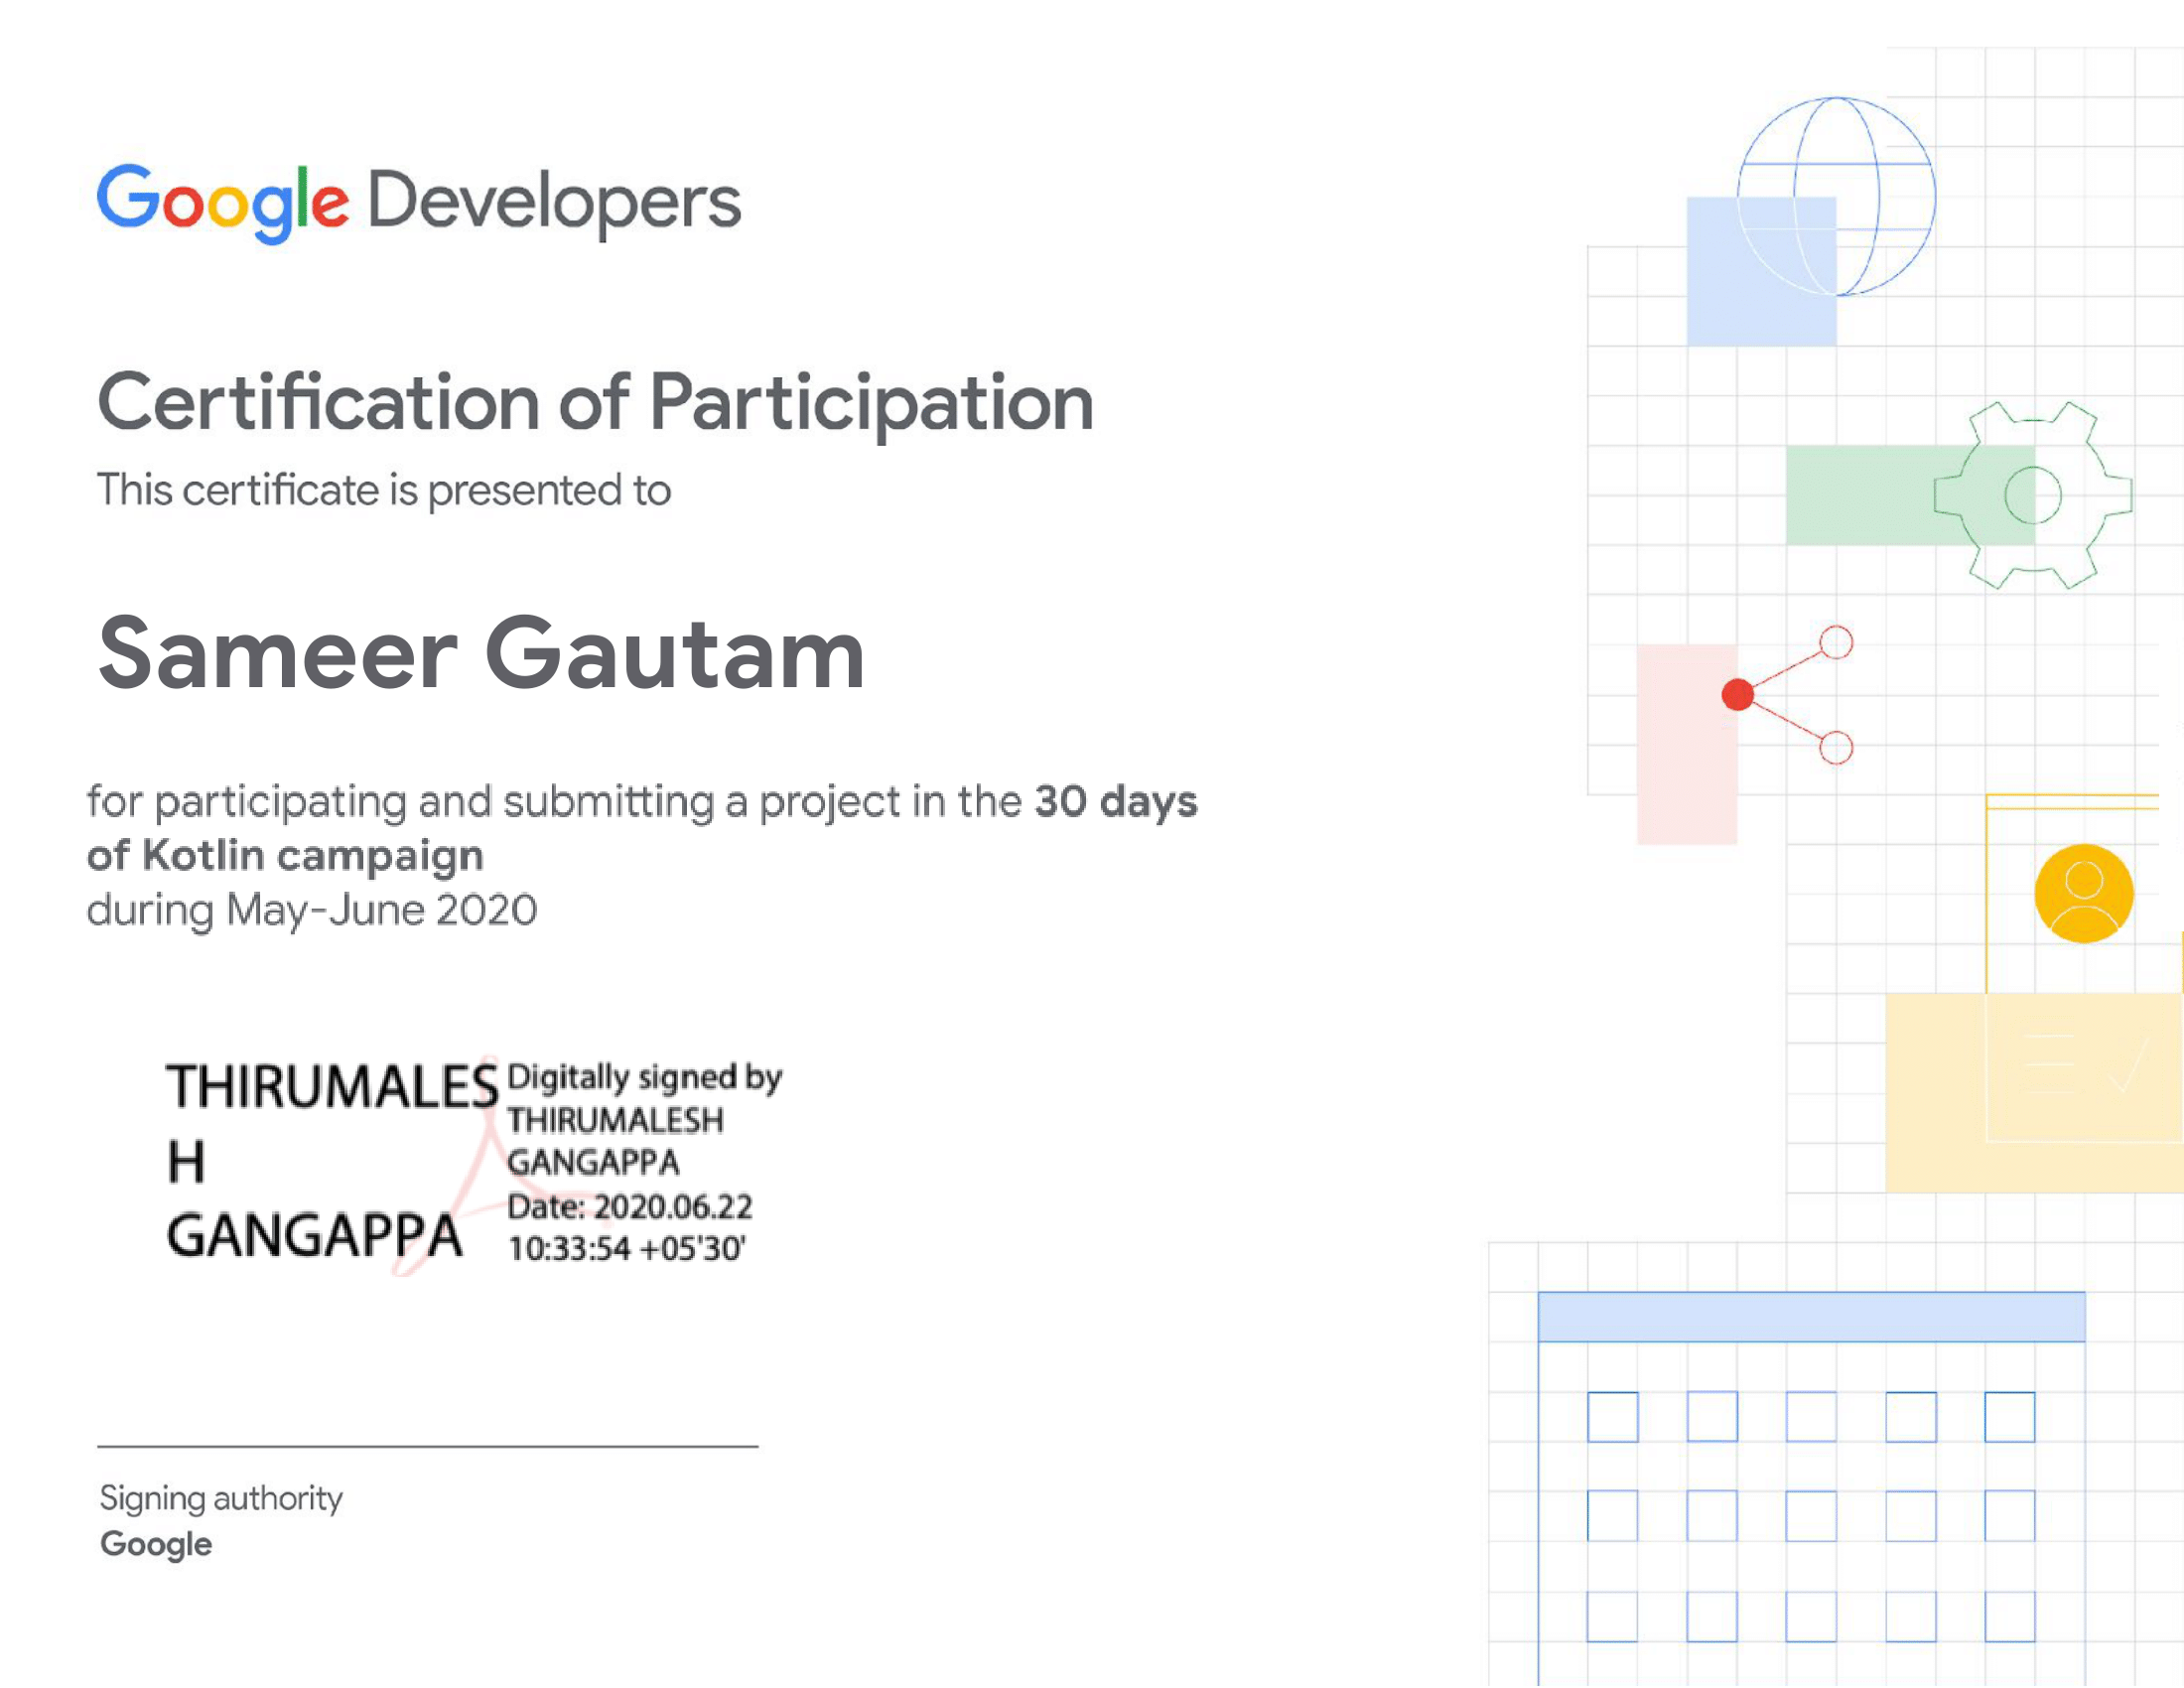 Google Developers
Certification of Participation
This certificate is presented to
Sameer Gautam
for participating and submitting a project in the 30 days
of Kotlin campaign
during May-June 2020
THIRUMALES
H
GANGAPPA
Digitally signed by
THIRUMALESH
GANGAPPA
Date: 2020.06.22
10:33:54 +05'30'
Signing authority
Google